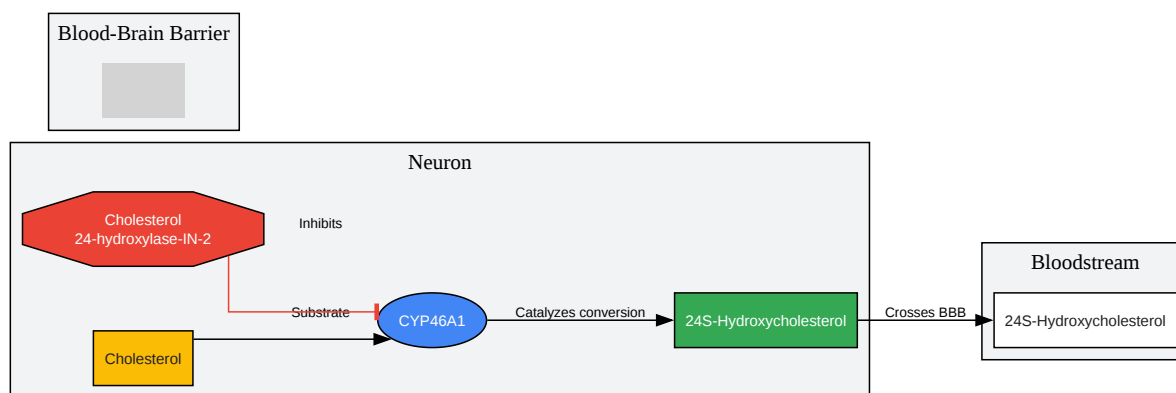 Blood-Brain Barrier
Neuron
Cholesterol
24-hydroxylase-IN-2
Inhibits
Substrate
Cholesterol
CYP46A1
Catalyzes conversion
24S-Hydroxycholesterol
Crosses BBB
Bloodstream
24S-Hydroxycholesterol